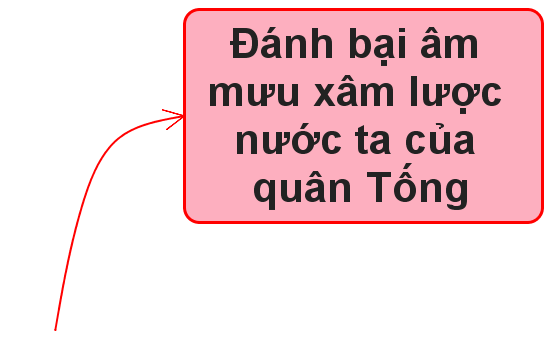 Đánh bại âm
mưu xâm lược
nước ta của
quân Tống